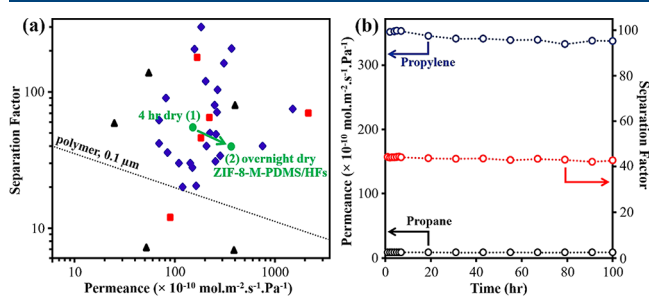 (a)
Separation Factor
100
10
4 hr dry (1)
(2) overnight dry
ZIF-8-M-PDMS/HFs
polymer, 0.1 μm
10
100
1000
Permeance (× 10-10 mol.m-2.s-1.Pa-1)
(b)
Permeance (× 10-10 mol.m-2.s-1.Pa-1)
300
150
0
Propylene
Propane
100
80
60
40
20
0
Separation Factor
0
20
40
60
80
100
Time (hr)